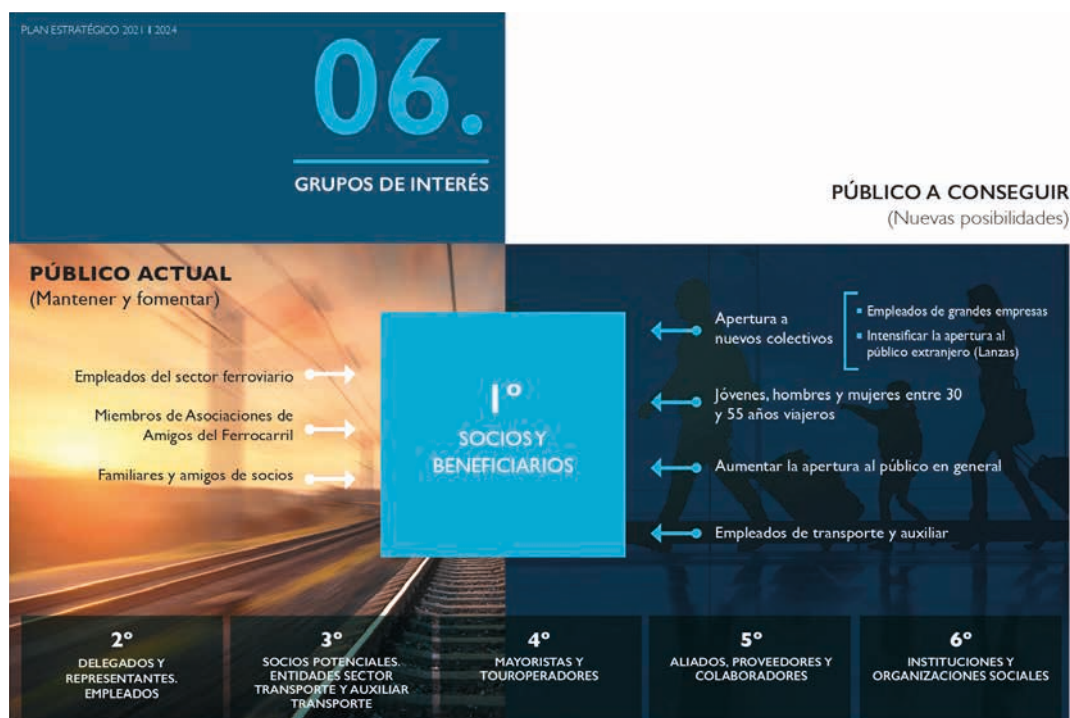 PLAN ESTRATÉGICO 2021 | 2024
06.
GRUPOS DE INTERÉS
PÚBLICO A CONSEGUIR
(Nuevas posibilidades)
PÚBLICO ACTUAL
(Mantener y fomentar)
Empleados del sector ferroviario
Miembros de Asociaciones de
Amigos del Ferrocarril
Familiares y amigos de socios
1º
SOCIOS Y
BENEFICIARIOS
Apertura a
nuevos colectivos
▪ Empleados de grandes empresas
▪ Intensificar la apertura al
público extranjero (Lanzas)
Jóvenes, hombres y mujeres entre 30
y 55 años viajeros
Aumentar la apertura al público en general
Empleados de transporte y auxiliar
2º
DELEGADOS Y
REPRESENTANTES.
EMPLEADOS
3º
SOCIOS POTENCIALES.
ENTIDADES SECTOR
TRANSPORTE Y AUXILIAR
TRANSPORTE
4º
MAYORISTAS Y
TOUROPERADORES
5º
ALIADOS, PROVEEDORES Y
COLABORADORES
6º
INSTITUCIONES Y
ORGANIZACIONES SOCIALES